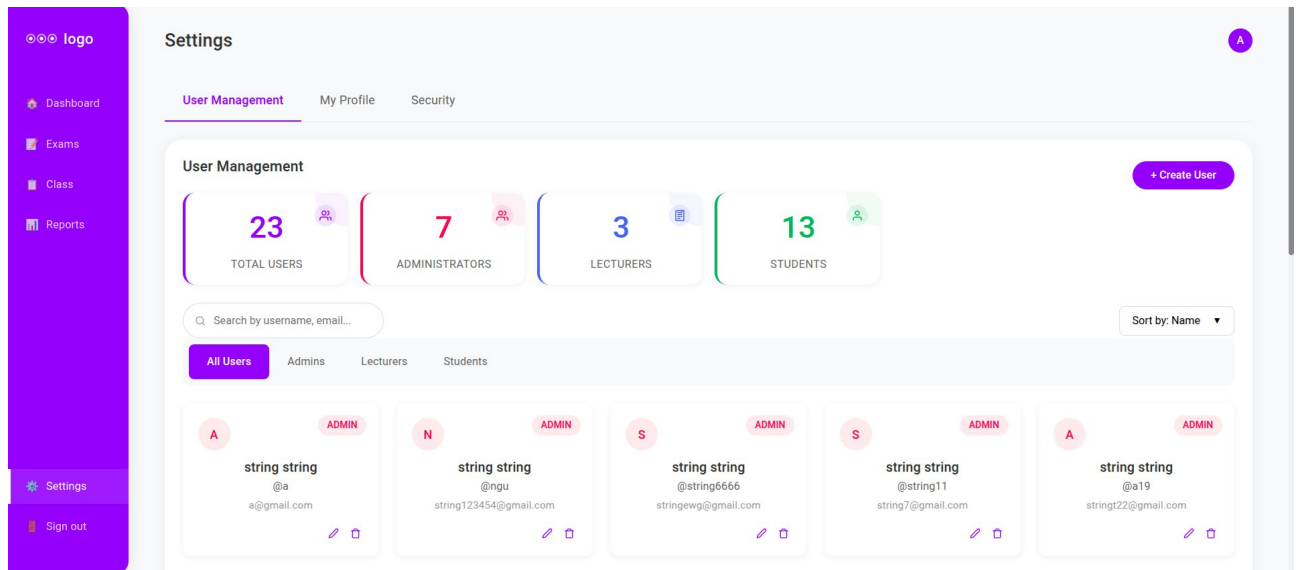 logo
Settings
A
Dashboard
Exams
Class
Reports
Settings
Sign out
User Management My Profile Security
User Management
+ Create User
23
TOTAL USERS
7
ADMINISTRATORS
3
LECTURERS
13
STUDENTS
Search by username, email...
Sort by: Name ▼
All Users Admins Lecturers Students
A ADMIN
string string
@a
a@gmail.com
N ADMIN
string string
@ngu
string123454@gmail.com
S ADMIN
string string
@string6666
stringewg@gmail.com
S ADMIN
string string
@string11
string7@gmail.com
A ADMIN
string string
@a19
stringt22@gmail.com